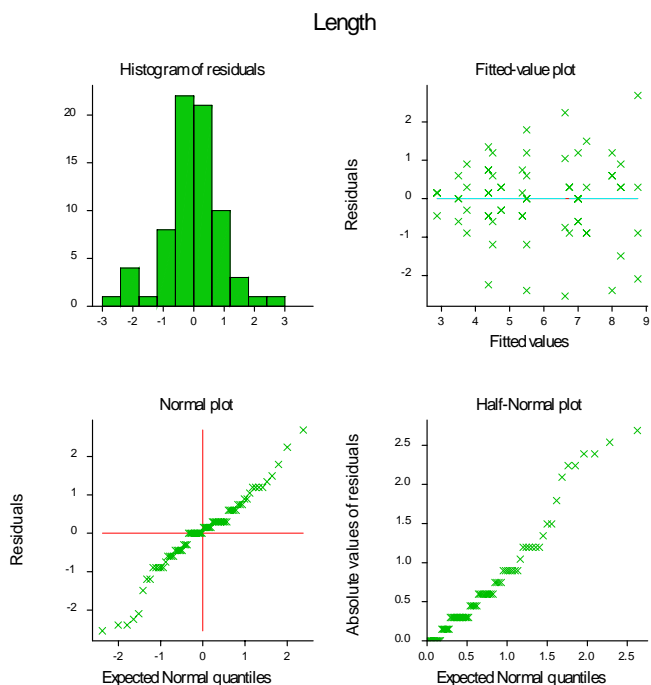 Length
Histogram of residuals
20
15
10
5
0
-3 -2 -1 0 1 2 3
Fitted-value plot
Residuals
2
1
0
-1
-2
3 4 5 6 7 8 9
Fitted values
Normal plot
Residuals
2
1
0
-1
-2
-2 -1 0 1 2
Expected Normal quantiles
Half-Normal plot
Absolute values of residuals
2.5
2.0
1.5
1.0
0.5
0.0
0.0 0.5 1.0 1.5 2.0 2.5
Expected Normal quantiles